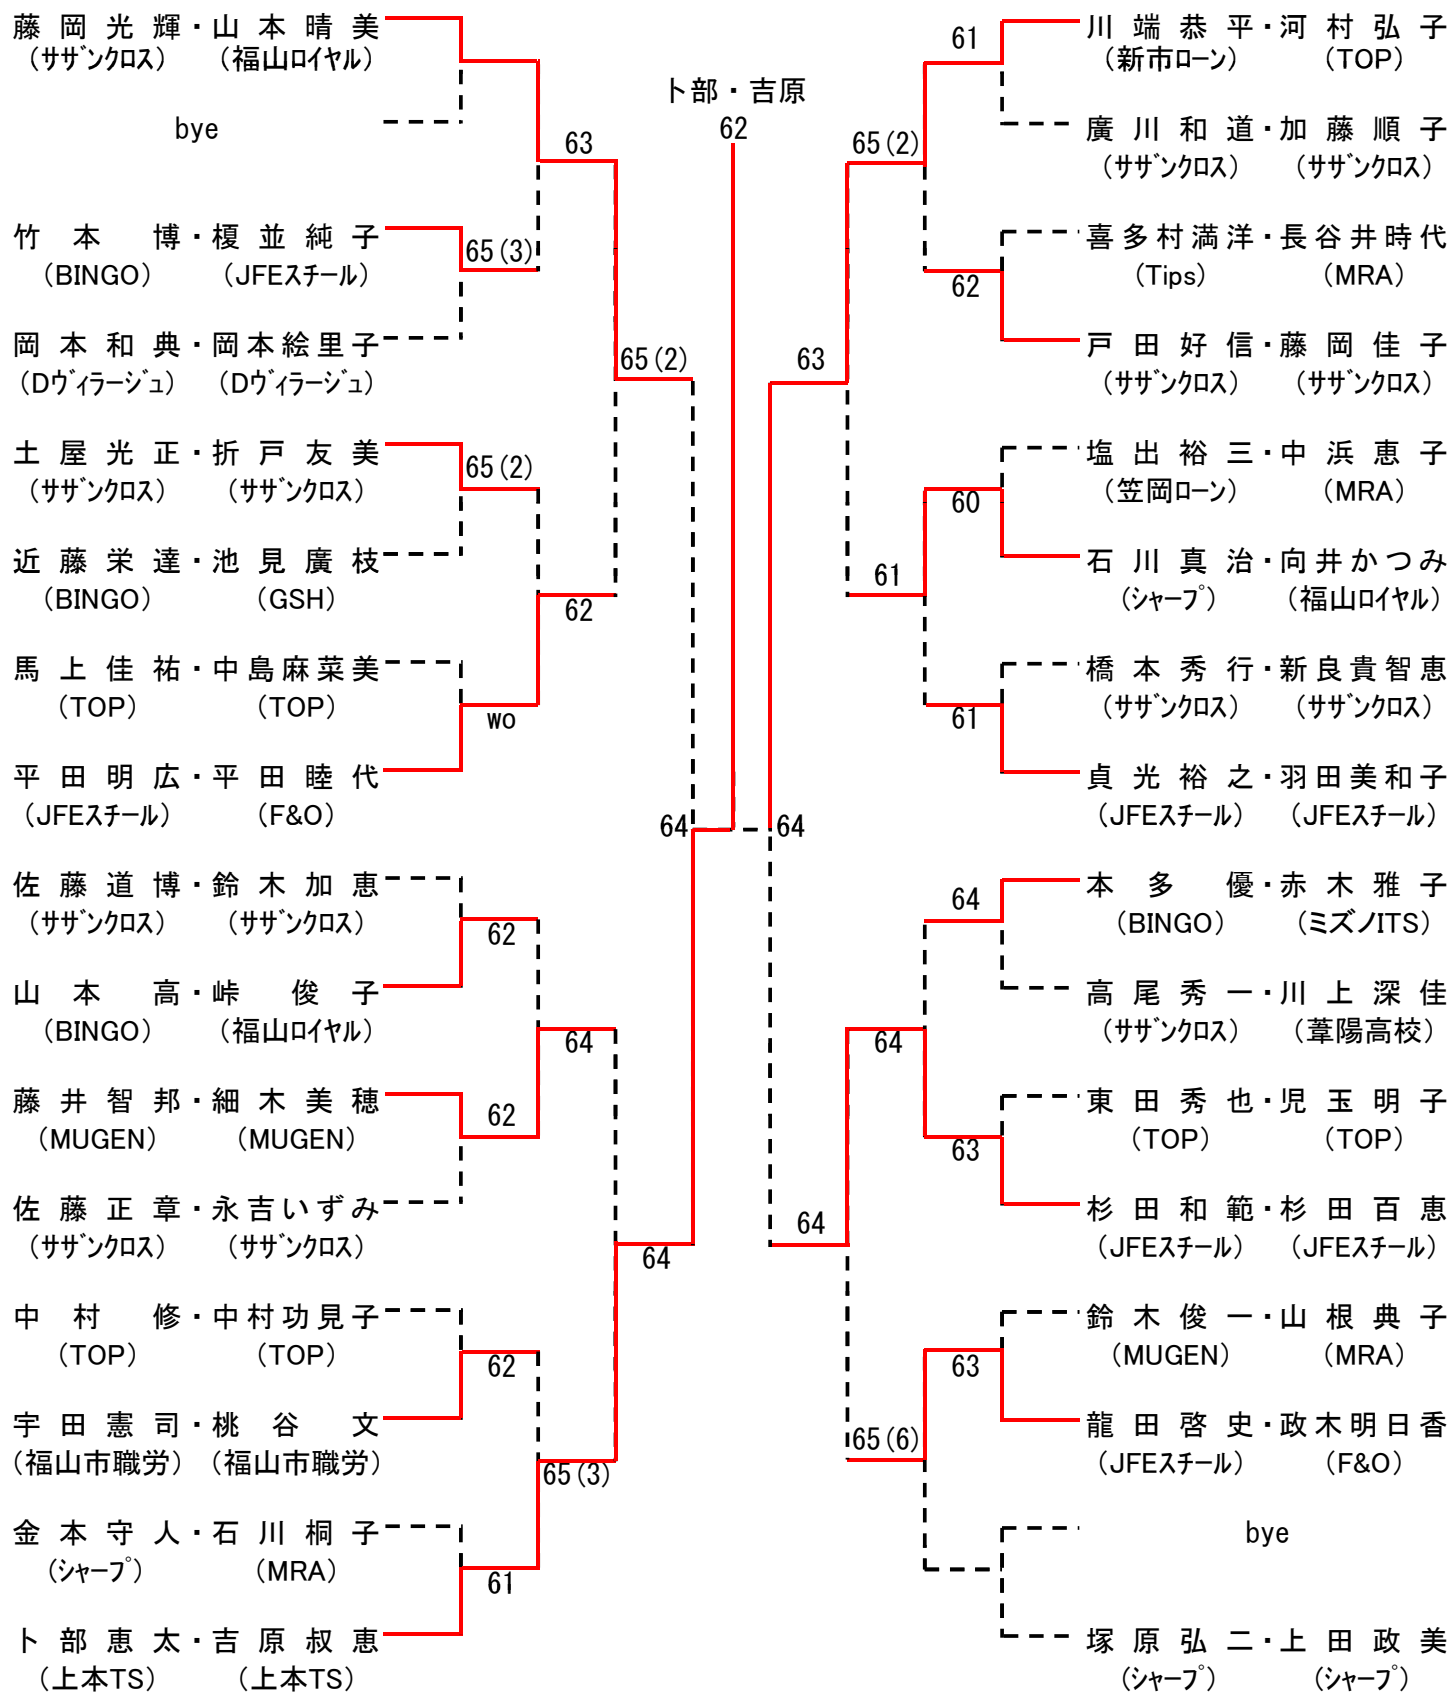 藤岡光輝・山本晴美
(サザンクロス) (福山ロイヤル)
bye
63
竹本 博・榎並純子
(BINGO) (JFEスチール)
65(3)
岡本和典・岡本絵里子
(Dヴィラージュ) (Dヴィラージュ)
65(2)
土屋光正・折戸友美
(サザンクロス) (サザンクロス)
65(2)
近藤栄達・池見廣枝
(BINGO) (GSH)
62
馬上佳祐・中島麻菜美
(TOP) (TOP)
wo
平田明広・平田睦代
(JFEスチール) (F&O)
64
佐藤道博・鈴木加恵
(サザンクロス) (サザンクロス)
62
山本 高・峠 俊子
(BINGO) (福山ロイヤル)
64
藤井智邦・細木美穂
(MUGEN) (MUGEN)
62
佐藤正章・永吉いずみ
(サザンクロス) (サザンクロス)
64
中村 修・中村功見子
(TOP) (TOP)
62
宇田憲司・桃谷 文
(福山市職労) (福山市職労)
65(3)
金本守人・石川桐子
(シャープ) (MRA)
61
卜部恵太・吉原叔恵
(上本TS) (上本TS)
卜部・吉原
62
川端恭平・河村弘子
(新市ローン) (TOP)
61
廣川和道・加藤順子
(サザンクロス) (サザンクロス)
65(2)
喜多村満洋・長谷井時代
(Tips) (MRA)
62
戸田好信・藤岡佳子
(サザンクロス) (サザンクロス)
63
塩出裕三・中浜恵子
(笠岡ローン) (MRA)
60
石川真治・向井かつみ
(シャープ) (福山ロイヤル)
61
橋本秀行・新良貴智恵
(サザンクロス) (サザンクロス)
61
貞光裕之・羽田美和子
(JFEスチール) (JFEスチール)
64
本多 優・赤木雅子
(BINGO) (ミズノITS)
64
高尾秀一・川上深佳
(サザンクロス) (葦陽高校)
64
東田秀也・児玉明子
(TOP) (TOP)
63
杉田和範・杉田百恵
(JFEスチール) (JFEスチール)
64
鈴木俊一・山根典子
(MUGEN) (MRA)
63
龍田啓史・政木明日香
(JFEスチール) (F&O)
65(6)
bye
塚原弘二・上田政美
(シャープ) (シャープ)